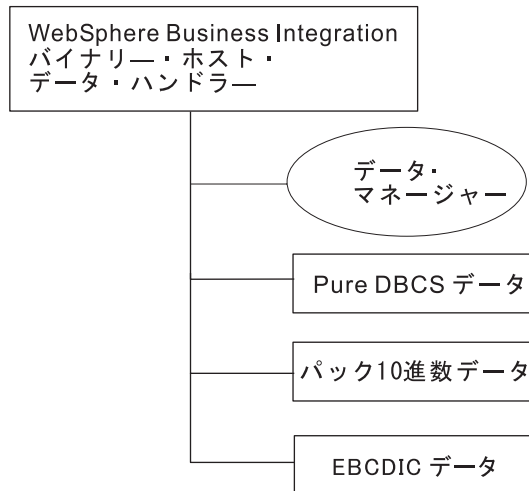 WebSphere Business Integration
バイナリー・ホスト・
データ・ハンドラー
データ・
マネージャー
Pure DBCS データ
パック10進数データ
EBCDIC データ